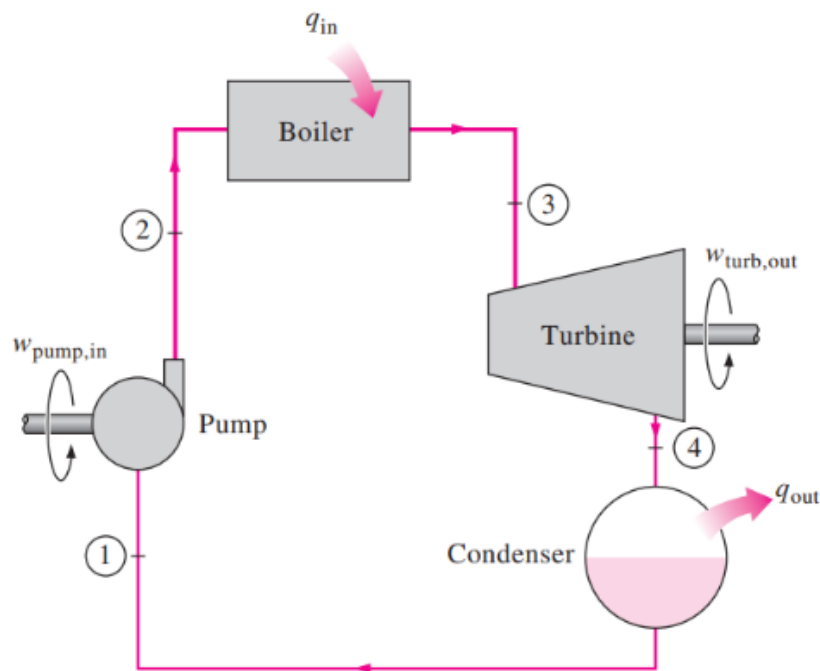 q_in
Boiler
3
2
w_turb,out
Turbine
w_pump,in
Pump
4
q_out
Condenser
1